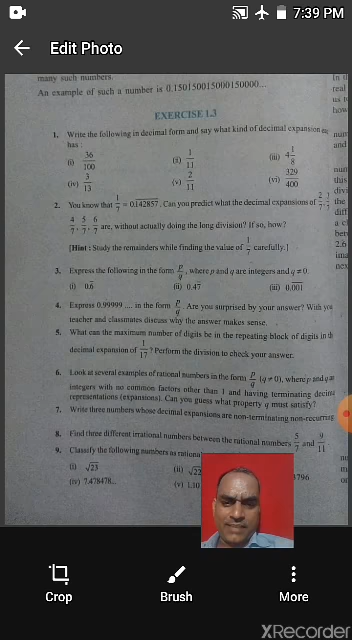 7:39 PM
Edit Photo
many such numbers.
An example of such a number is 0.150150015000150000...
EXERCISE 1.3
1. Write the following in decimal form and say what kind of decimal expansion
has :
(i) 36/100 (ii) 1/11 (iii) 4 1/8
(iv) 3/13 (v) 2/11 (vi) 329/400
2. You know that 1/7 = 0.142857. Can you predict what the decimal expansions of 2/7, 3/7,
4/7, 5/7, 6/7 are, without actually doing the long division? If so, how?
[Hint : Study the remainders while finding the value of 1/7 carefully.]
3. Express the following in the form p/q, where p and q are integers and q ≠ 0.
(i) 0.6 (ii) 0.47 (iii) 0.001
4. Express 0.99999 .... in the form p/q. Are you surprised by your answer? With your
teacher and classmates discuss why the answer makes sense.
5. What can the maximum number of digits be in the repeating block of digits in the
decimal expansion of 1/17? Perform the division to check your answer.
6. Look at several examples of rational numbers in the form p/q (q ≠ 0), where p and q are
integers with no common factors other than 1 and having terminating decimal
representations (expansions). Can you guess what property q must satisfy?
7. Write three numbers whose decimal expansions are non-terminating non-recurring
8. Find three different irrational numbers between the rational numbers 5/7 and 9/11
9. Classify the following numbers as rational
(i) √23 (ii) (iii)
(iv) 7.478478... (v) 1.10
Crop
Brush
More
XRecorder